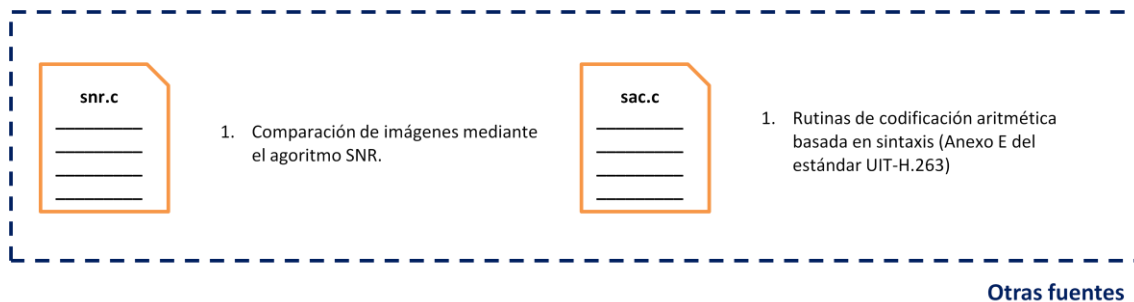 snr.c
1. Comparación de imágenes mediante
el agoritmo SNR.
sac.c
1. Rutinas de codificación aritmética
basada en sintaxis (Anexo E del
estándar UIT-H.263)
Otras fuentes